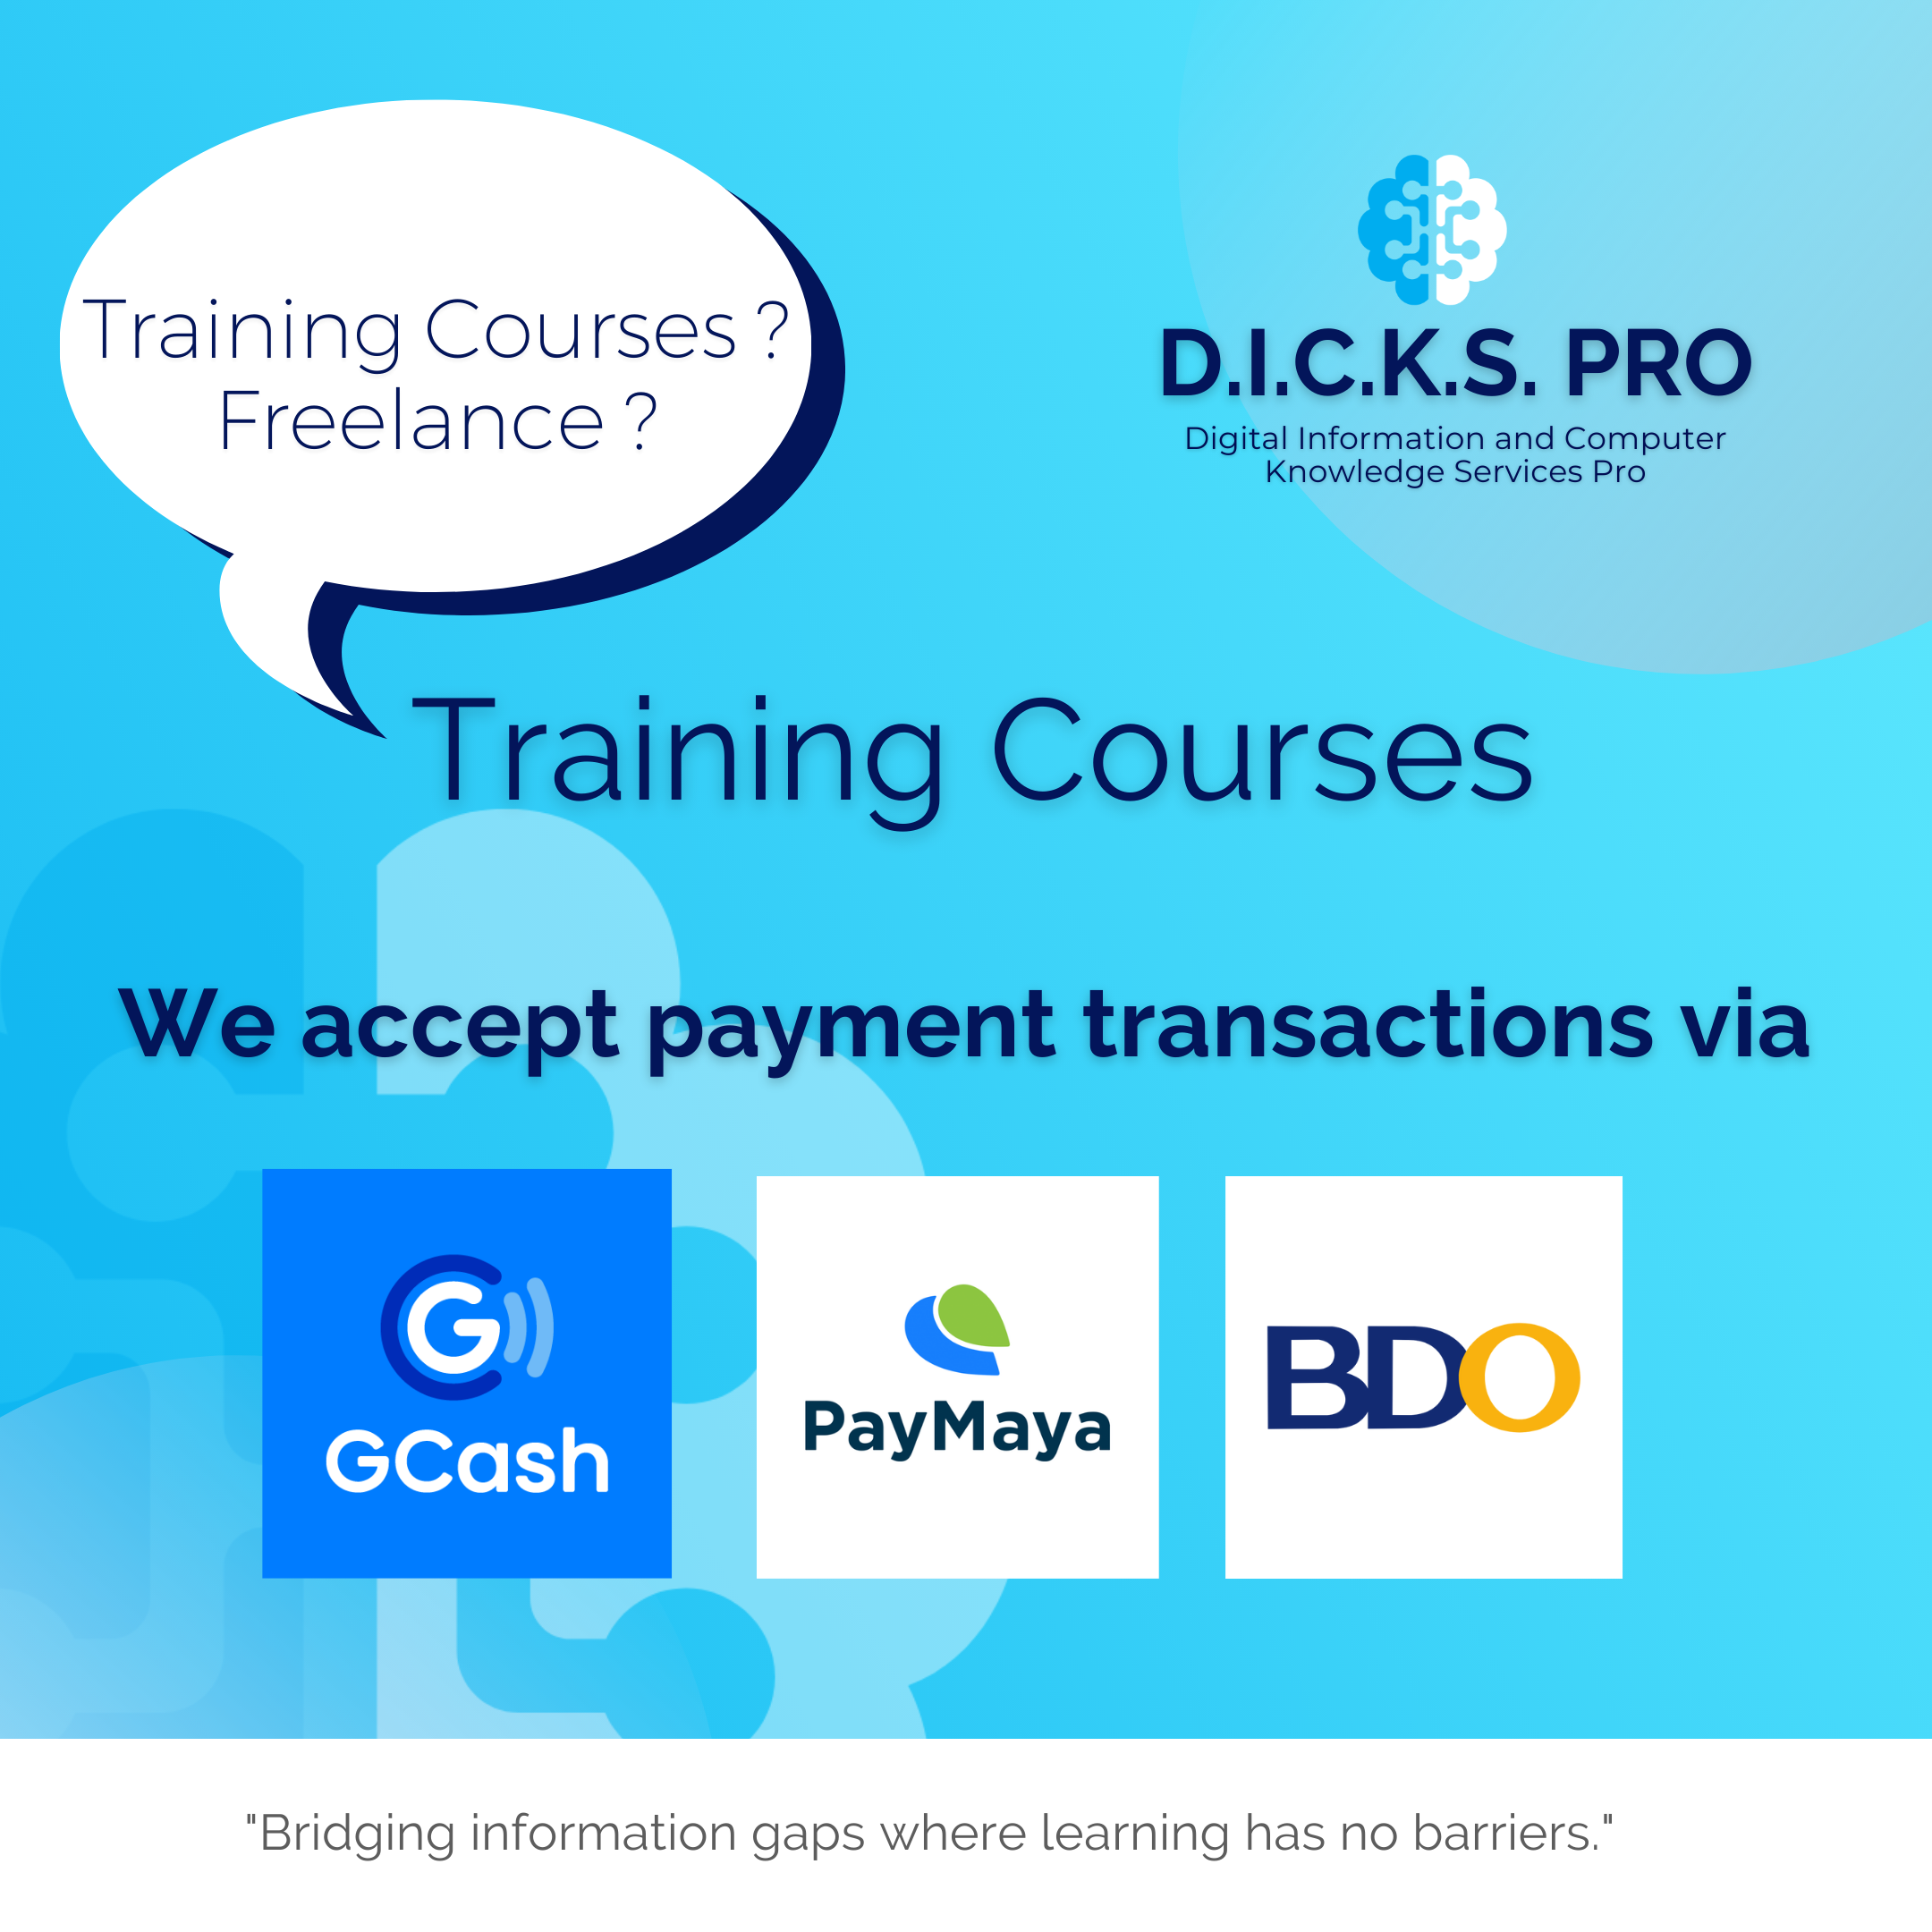 Training Courses ?
Freelance ?
D.I.C.K.S. PRO
Digital Information and Computer
Knowledge Services Pro
Training Courses
We accept payment transactions via
G
GCash
PayMaya
BDO
"Bridging information gaps where learning has no barriers."